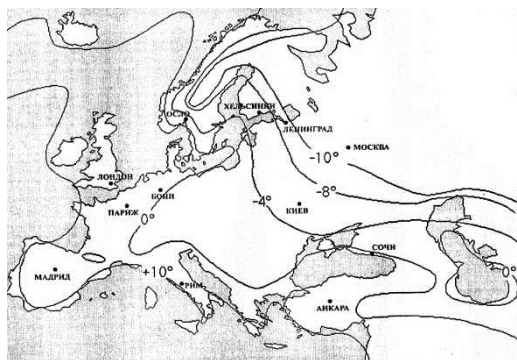 ОСЛО
ХЕЛЬСИНКИ
ЛЕНИНГРАД
-10°
МОСКВА
ЛОНДОН
БОНН
-8°
ПАРИЖ
0°
-4°
КИЕВ
СОЧИ
МАДРИД
+10°
РИМ
0°
АНКАРА